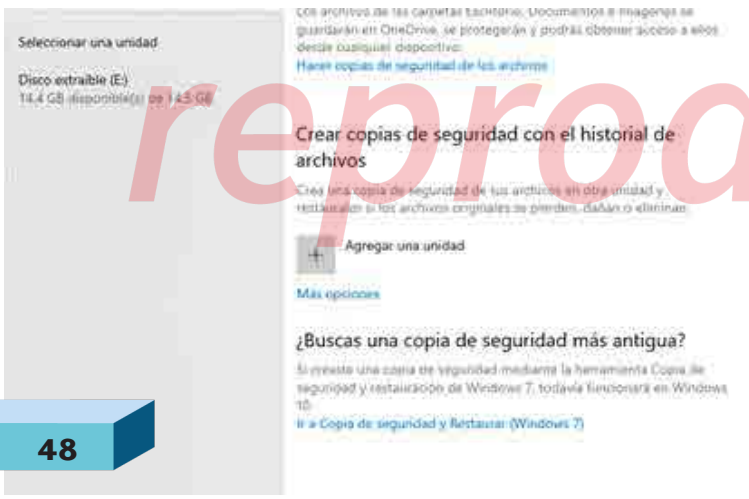 Seleccionar una unidad
Disco extraíble (E:)
14.4 GB disponible(s) de 14.5 GB
Los archivos de las carpetas Escritorio, Documentos e Imágenes se
guardarán en OneDrive, se protegerán y podrás obtener acceso a ellos
desde cualquier dispositivo.
Hacer copias de seguridad de los archivos
Crear copias de seguridad con el historial de
archivos
Crea una copia de seguridad de tus archivos en otra unidad y
restáuralos si los archivos originales se pierden, dañan o eliminan.
Agregar una unidad
Más opciones
¿Buscas una copia de seguridad más antigua?
Si creaste una copia de seguridad mediante la herramienta Copia de
seguridad y restauración de Windows 7, todavía funcionará en Windows
10.
Ir a Copia de seguridad y Restaurar (Windows 7)
48
reprod